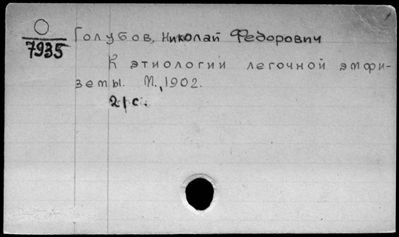 О
7935
Голубов, Николай Федорович
К этиологии легочной эмфи-
земы. М., 1902.
21 с.